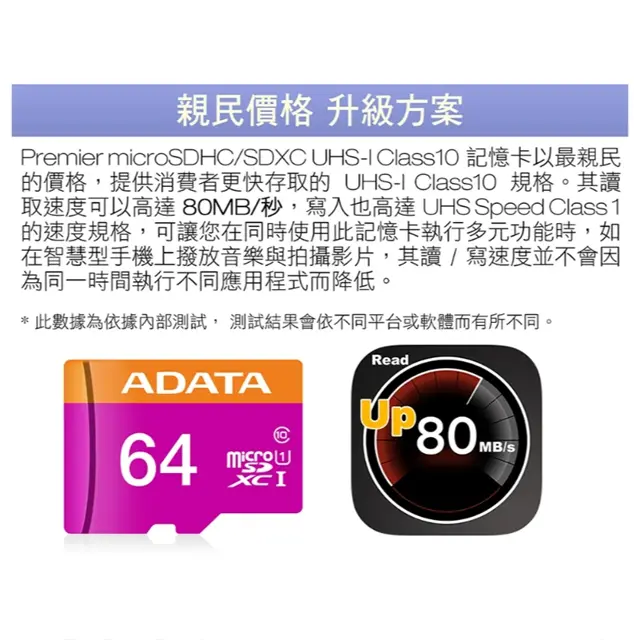 親民價格 升級方案
Premier microSDHC/SDXC UHS-I Class10 記憶卡以最親民
的價格，提供消費者更快存取的 UHS-I Class10 規格。其讀
取速度可以高達 80MB/秒，寫入也高達 UHS Speed Class 1
的速度規格，可讓您在同時使用此記憶卡執行多元功能時，如
在智慧型手機上撥放音樂與拍攝影片，其讀 / 寫速度並不會因
為同一時間執行不同應用程式而降低。
* 此數據為依據內部測試， 測試結果會依不同平台或軟體而有所不同。
ADATA
10
64
micro SD XC I
1
Read
Up 80 MB/s